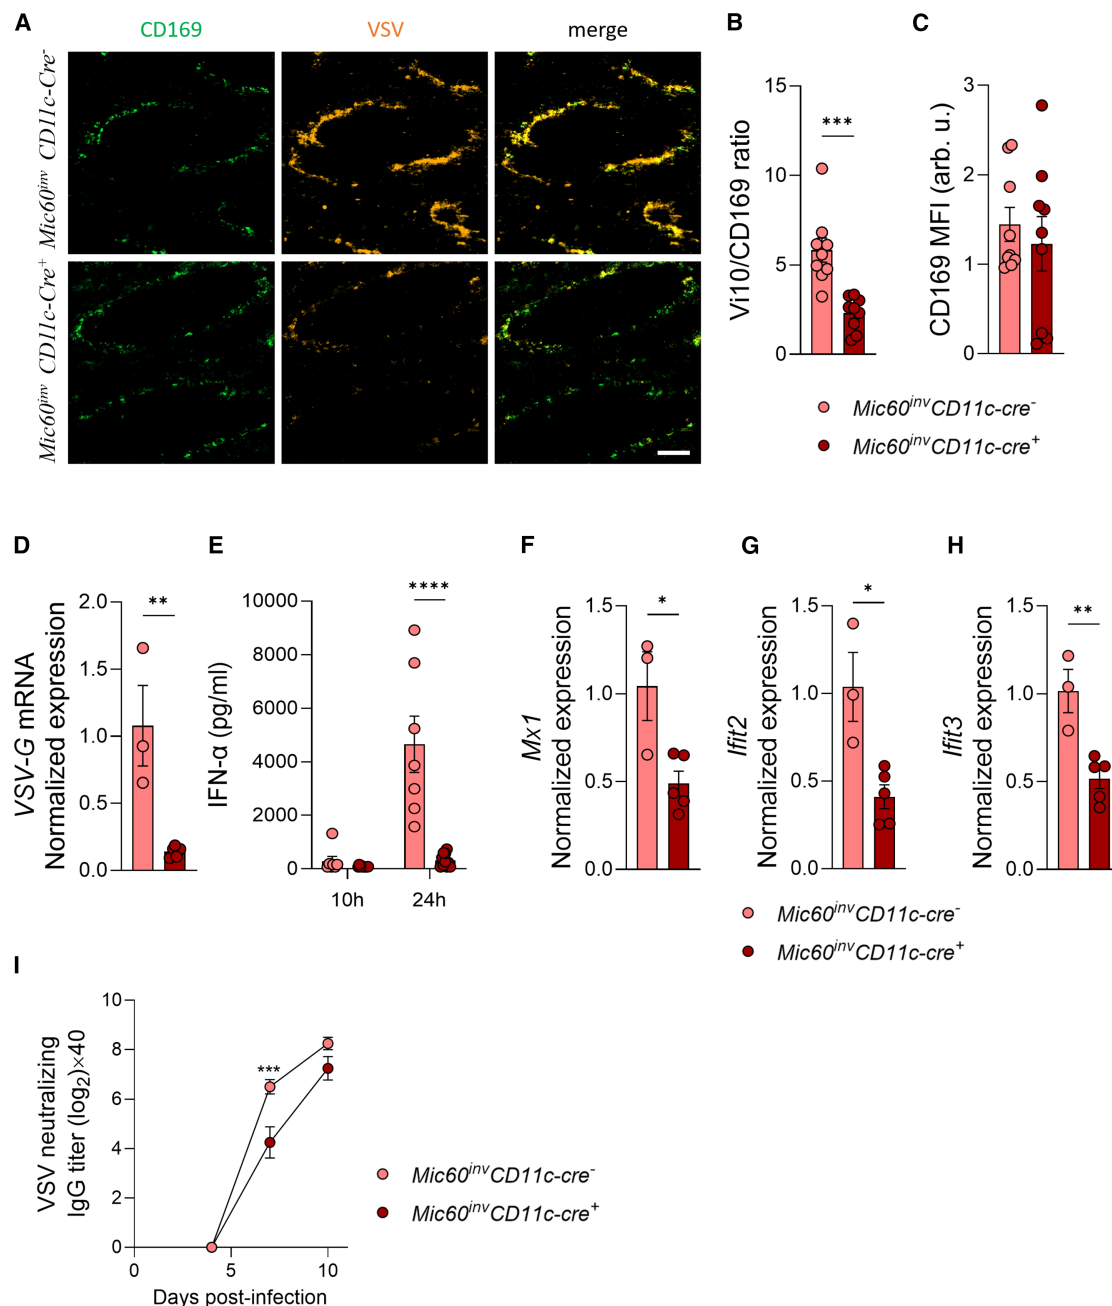 A
CD169
VSV
merge
Mic60inv CD11c-Cre-
Mic60inv CD11c-Cre+
B
Vi10/CD169 ratio
15
10
5
0
***
C
CD169 MFI (arb. u.)
3
2
1
0
Mic60invCD11c-cre-
Mic60invCD11c-cre+
D
VSV-G mRNA
Normalized expression
2.0
1.5
1.0
0.5
0.0
**
E
IFN-α (pg/ml)
10000
8000
6000
4000
2000
0
****
10h
24h
F
Mx1
Normalized expression
1.5
1.0
0.5
0.0
*
G
Ifit2
Normalized expression
1.5
1.0
0.5
0.0
*
H
Ifit3
Normalized expression
1.5
1.0
0.5
0.0
**
Mic60invCD11c-cre-
Mic60invCD11c-cre+
I
VSV neutralizing
IgG titer (log2)×40
10
8
6
4
2
0
***
0
5
10
Days post-infection
Mic60invCD11c-cre-
Mic60invCD11c-cre+